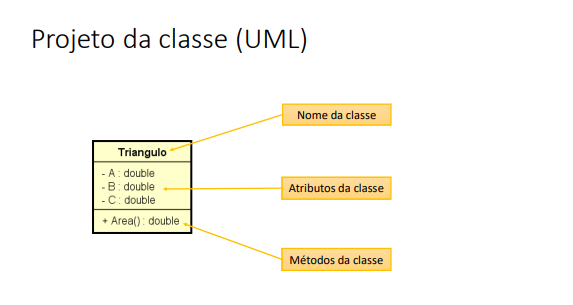 Projeto da classe (UML)
Nome da classe
Triangulo
- A : double
- B : double
- C : double
Atributos da classe
+ Area() : double
Métodos da classe